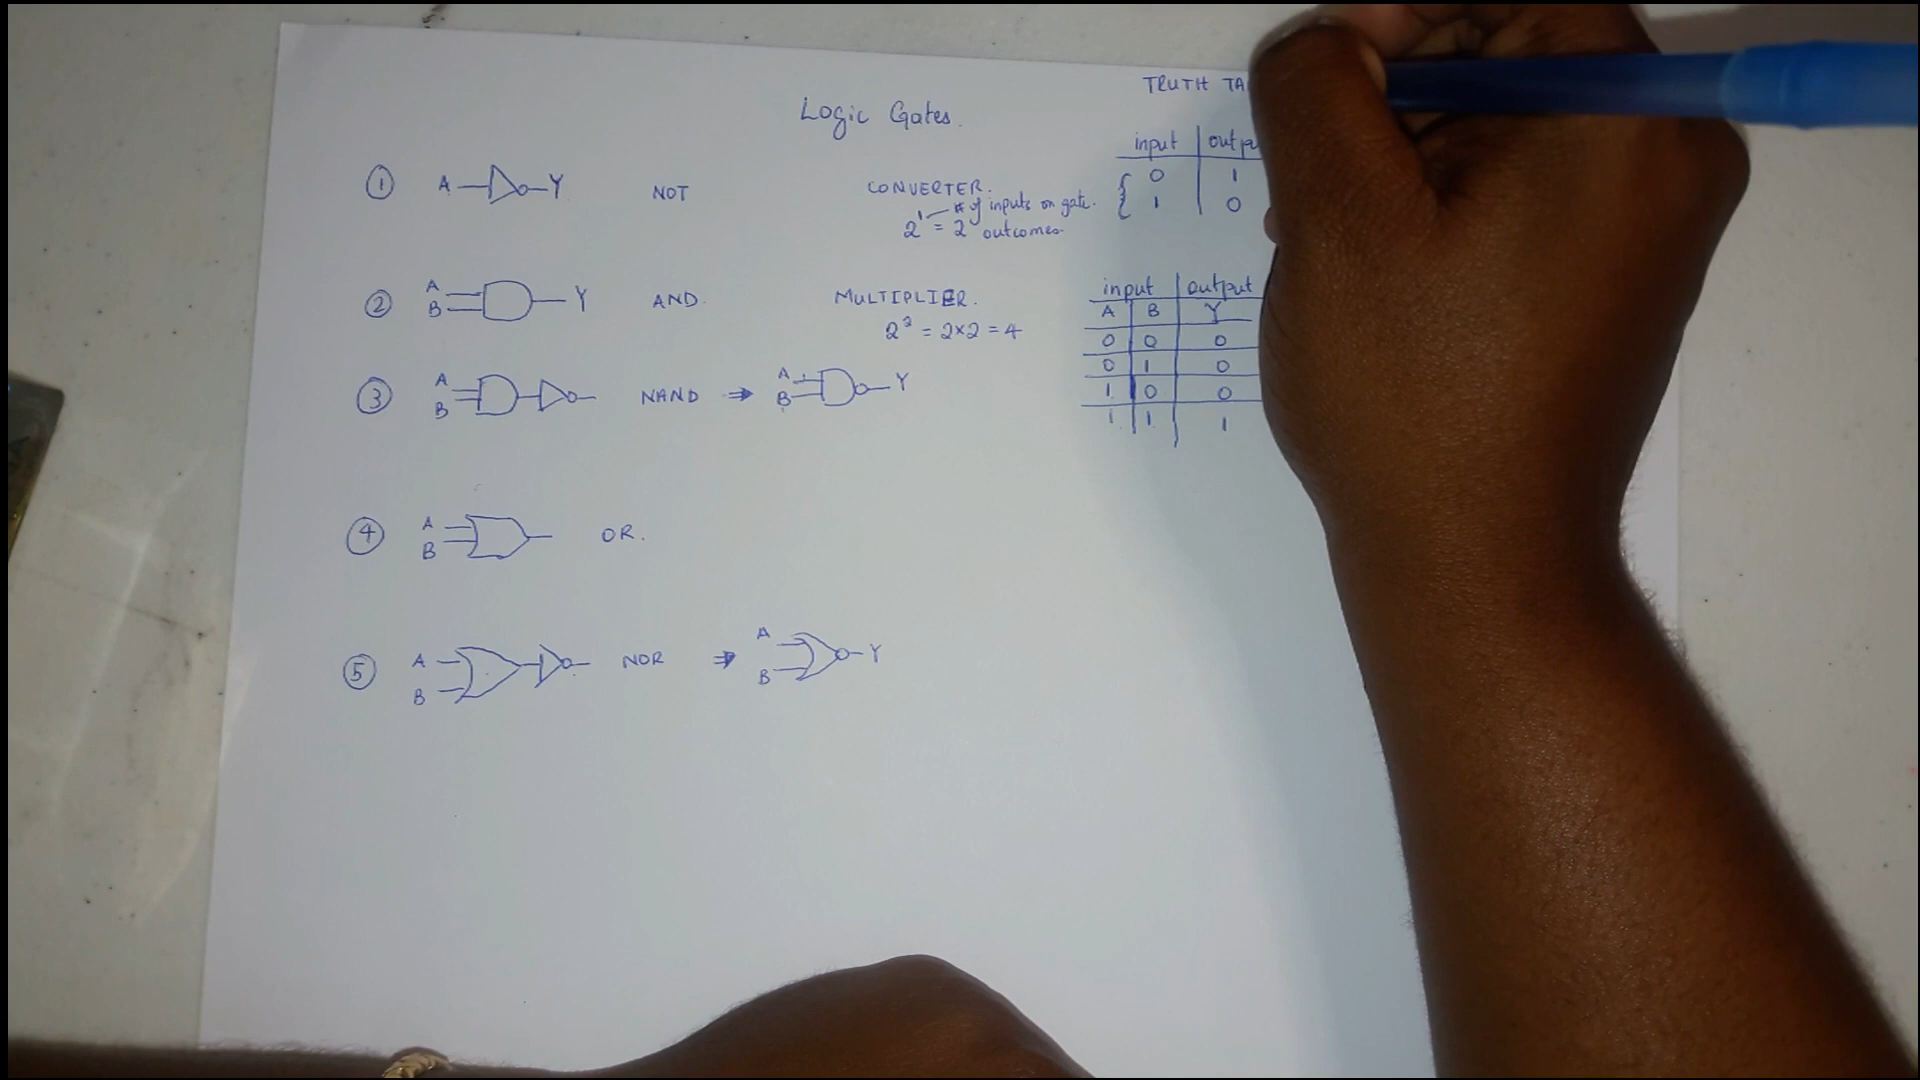 TRUTH TA
Logic Gates.
input outpu
0 1
1 0
① A Y NOT CONVERTER.
# of inputs on gate.
2¹ = 2 outcomes.
② A B Y AND. MULTIPLIER.
2² = 2×2 = 4
input output
A B Y
0 0 0
0 1 0
1 0 0
1 1 1
③ A B NAND ⇒ A B Y
④ A B OR.
⑤ A B NOR ⇒ A B Y